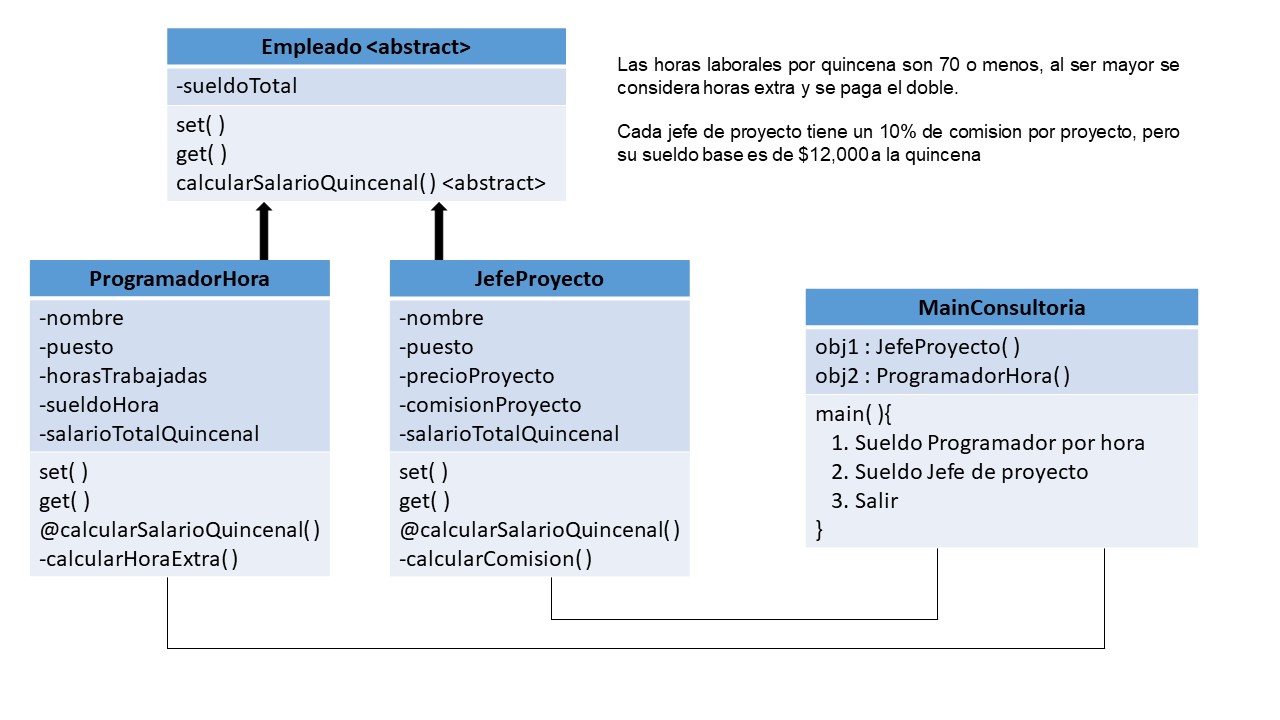 Empleado <abstract>
-sueldoTotal
set( )
get( )
calcularSalarioQuincenal( ) <abstract>
Las horas laborales por quincena son 70 o menos, al ser mayor se
considera horas extra y se paga el doble.
Cada jefe de proyecto tiene un 10% de comision por proyecto, pero
su sueldo base es de $12,000 a la quincena
ProgramadorHora
-nombre
-puesto
-horasTrabajadas
-sueldoHora
-salarioTotalQuincenal
set( )
get( )
@calcularSalarioQuincenal( )
-calcularHoraExtra( )
JefeProyecto
-nombre
-puesto
-precioProyecto
-comisionProyecto
-salarioTotalQuincenal
set( )
get( )
@calcularSalarioQuincenal( )
-calcularComision( )
MainConsultoria
obj1 : JefeProyecto( )
obj2 : ProgramadorHora( )
main( ){
1. Sueldo Programador por hora
2. Sueldo Jefe de proyecto
3. Salir
}